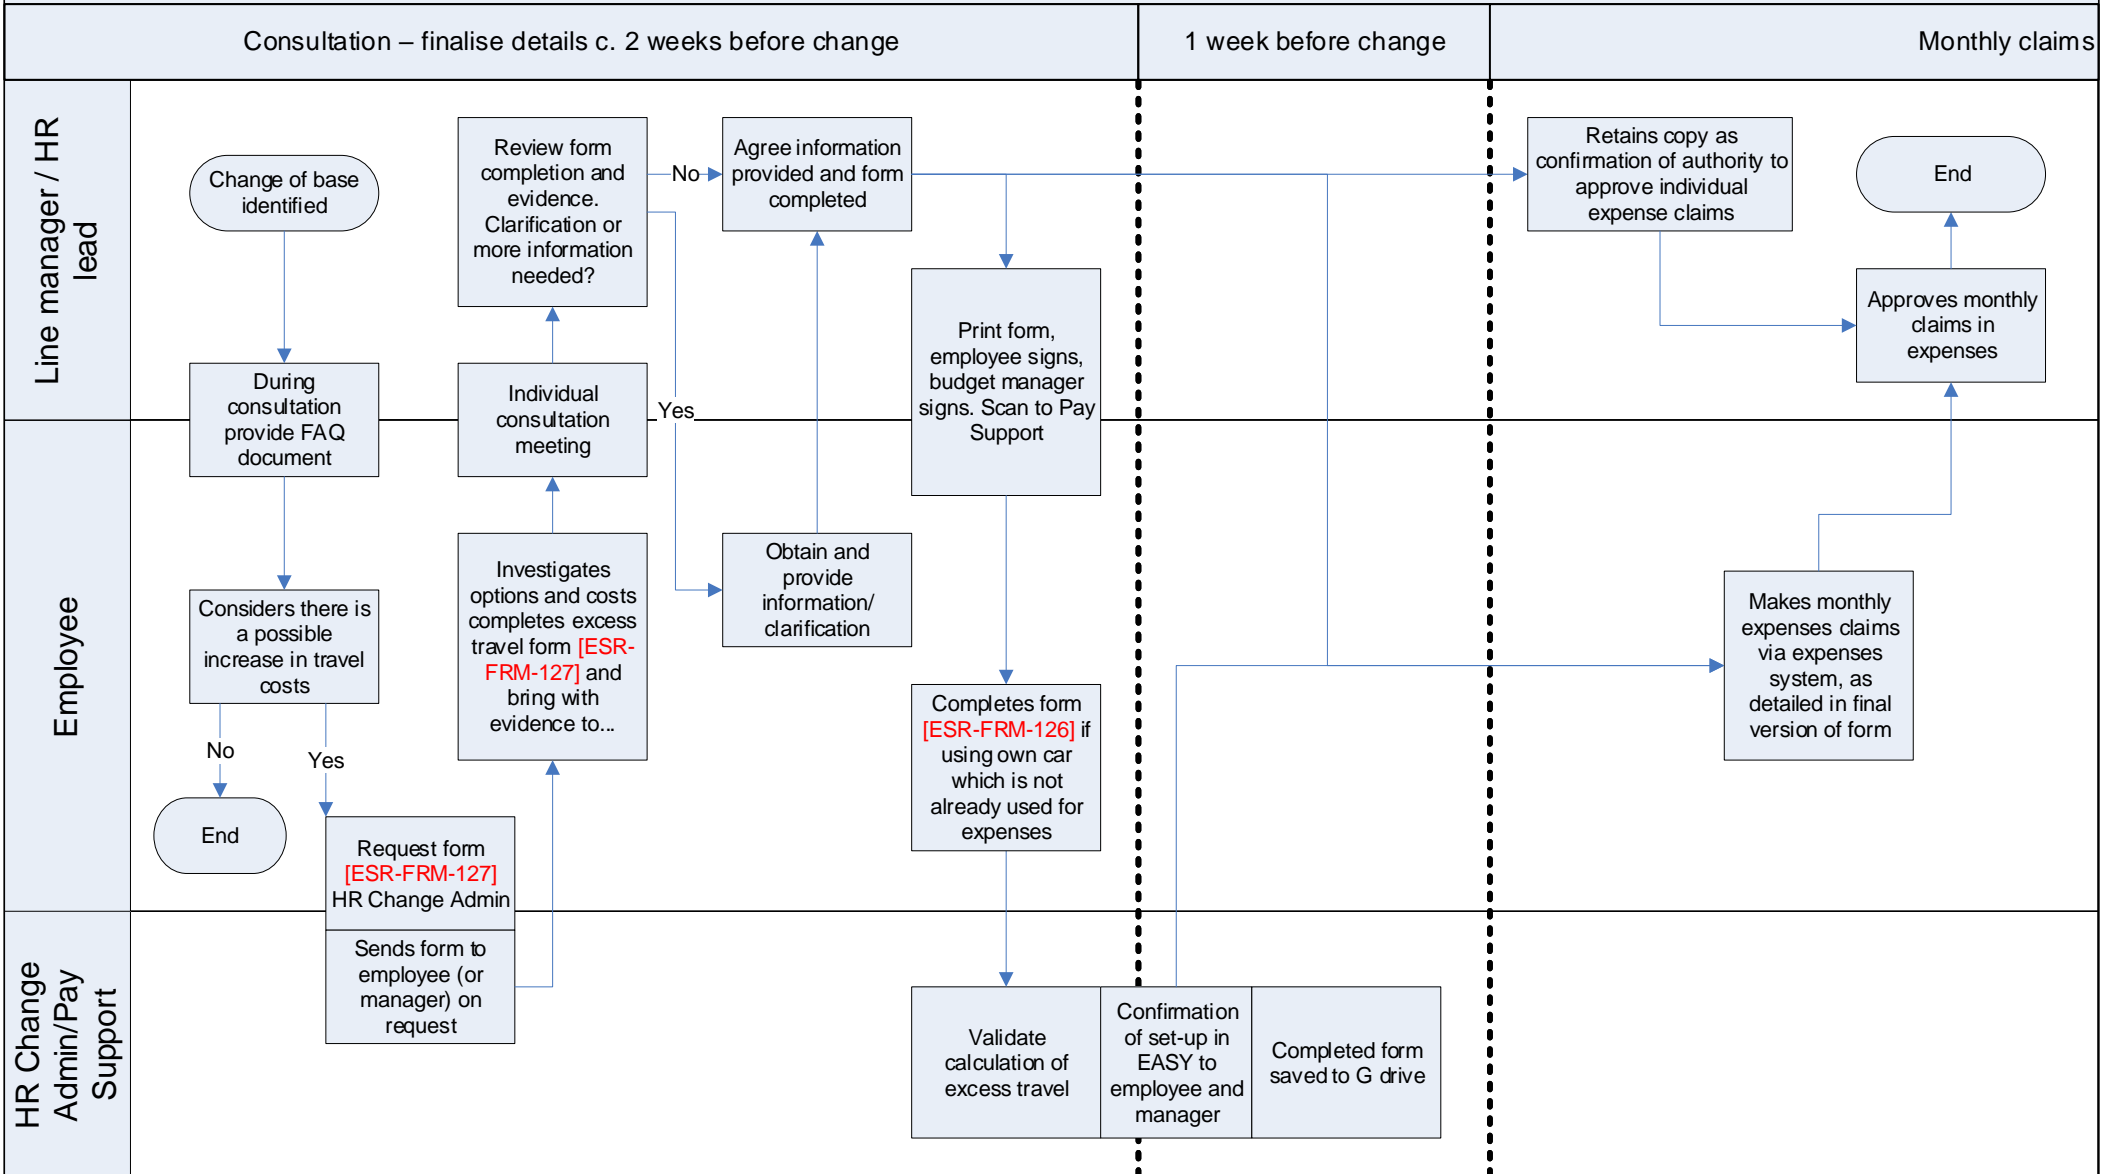 Consultation – finalise details c. 2 weeks before change
1 week before change
Monthly claims
Line manager / HR
lead
Change of base
identified
During
consultation
provide FAQ
document
Review form
completion and
evidence.
Clarification or
more information
needed?
Individual
consultation
meeting
No
Yes
Agree information
provided and form
completed
Print form,
employee signs,
budget manager
signs. Scan to Pay
Support
Retains copy as
confirmation of authority to
approve individual
expense claims
End
Approves monthly
claims in
expenses
Employee
Considers there is
a possible
increase in travel
costs
No
Yes
End
Request form
[ESR-FRM-127]
HR Change Admin
Investigates
options and costs
completes excess
travel form [ESR-
FRM-127] and
bring with
evidence to...
Obtain and
provide
information/
clarification
Completes form
[ESR-FRM-126] if
using own car
which is not
already used for
expenses
Makes monthly
expenses claims
via expenses
system, as
detailed in final
version of form
HR Change
Admin/Pay
Support
Sends form to
employee (or
manager) on
request
Validate
calculation of
excess travel
Confirmation
of set-up in
EASY to
employee and
manager
Completed form
saved to G drive